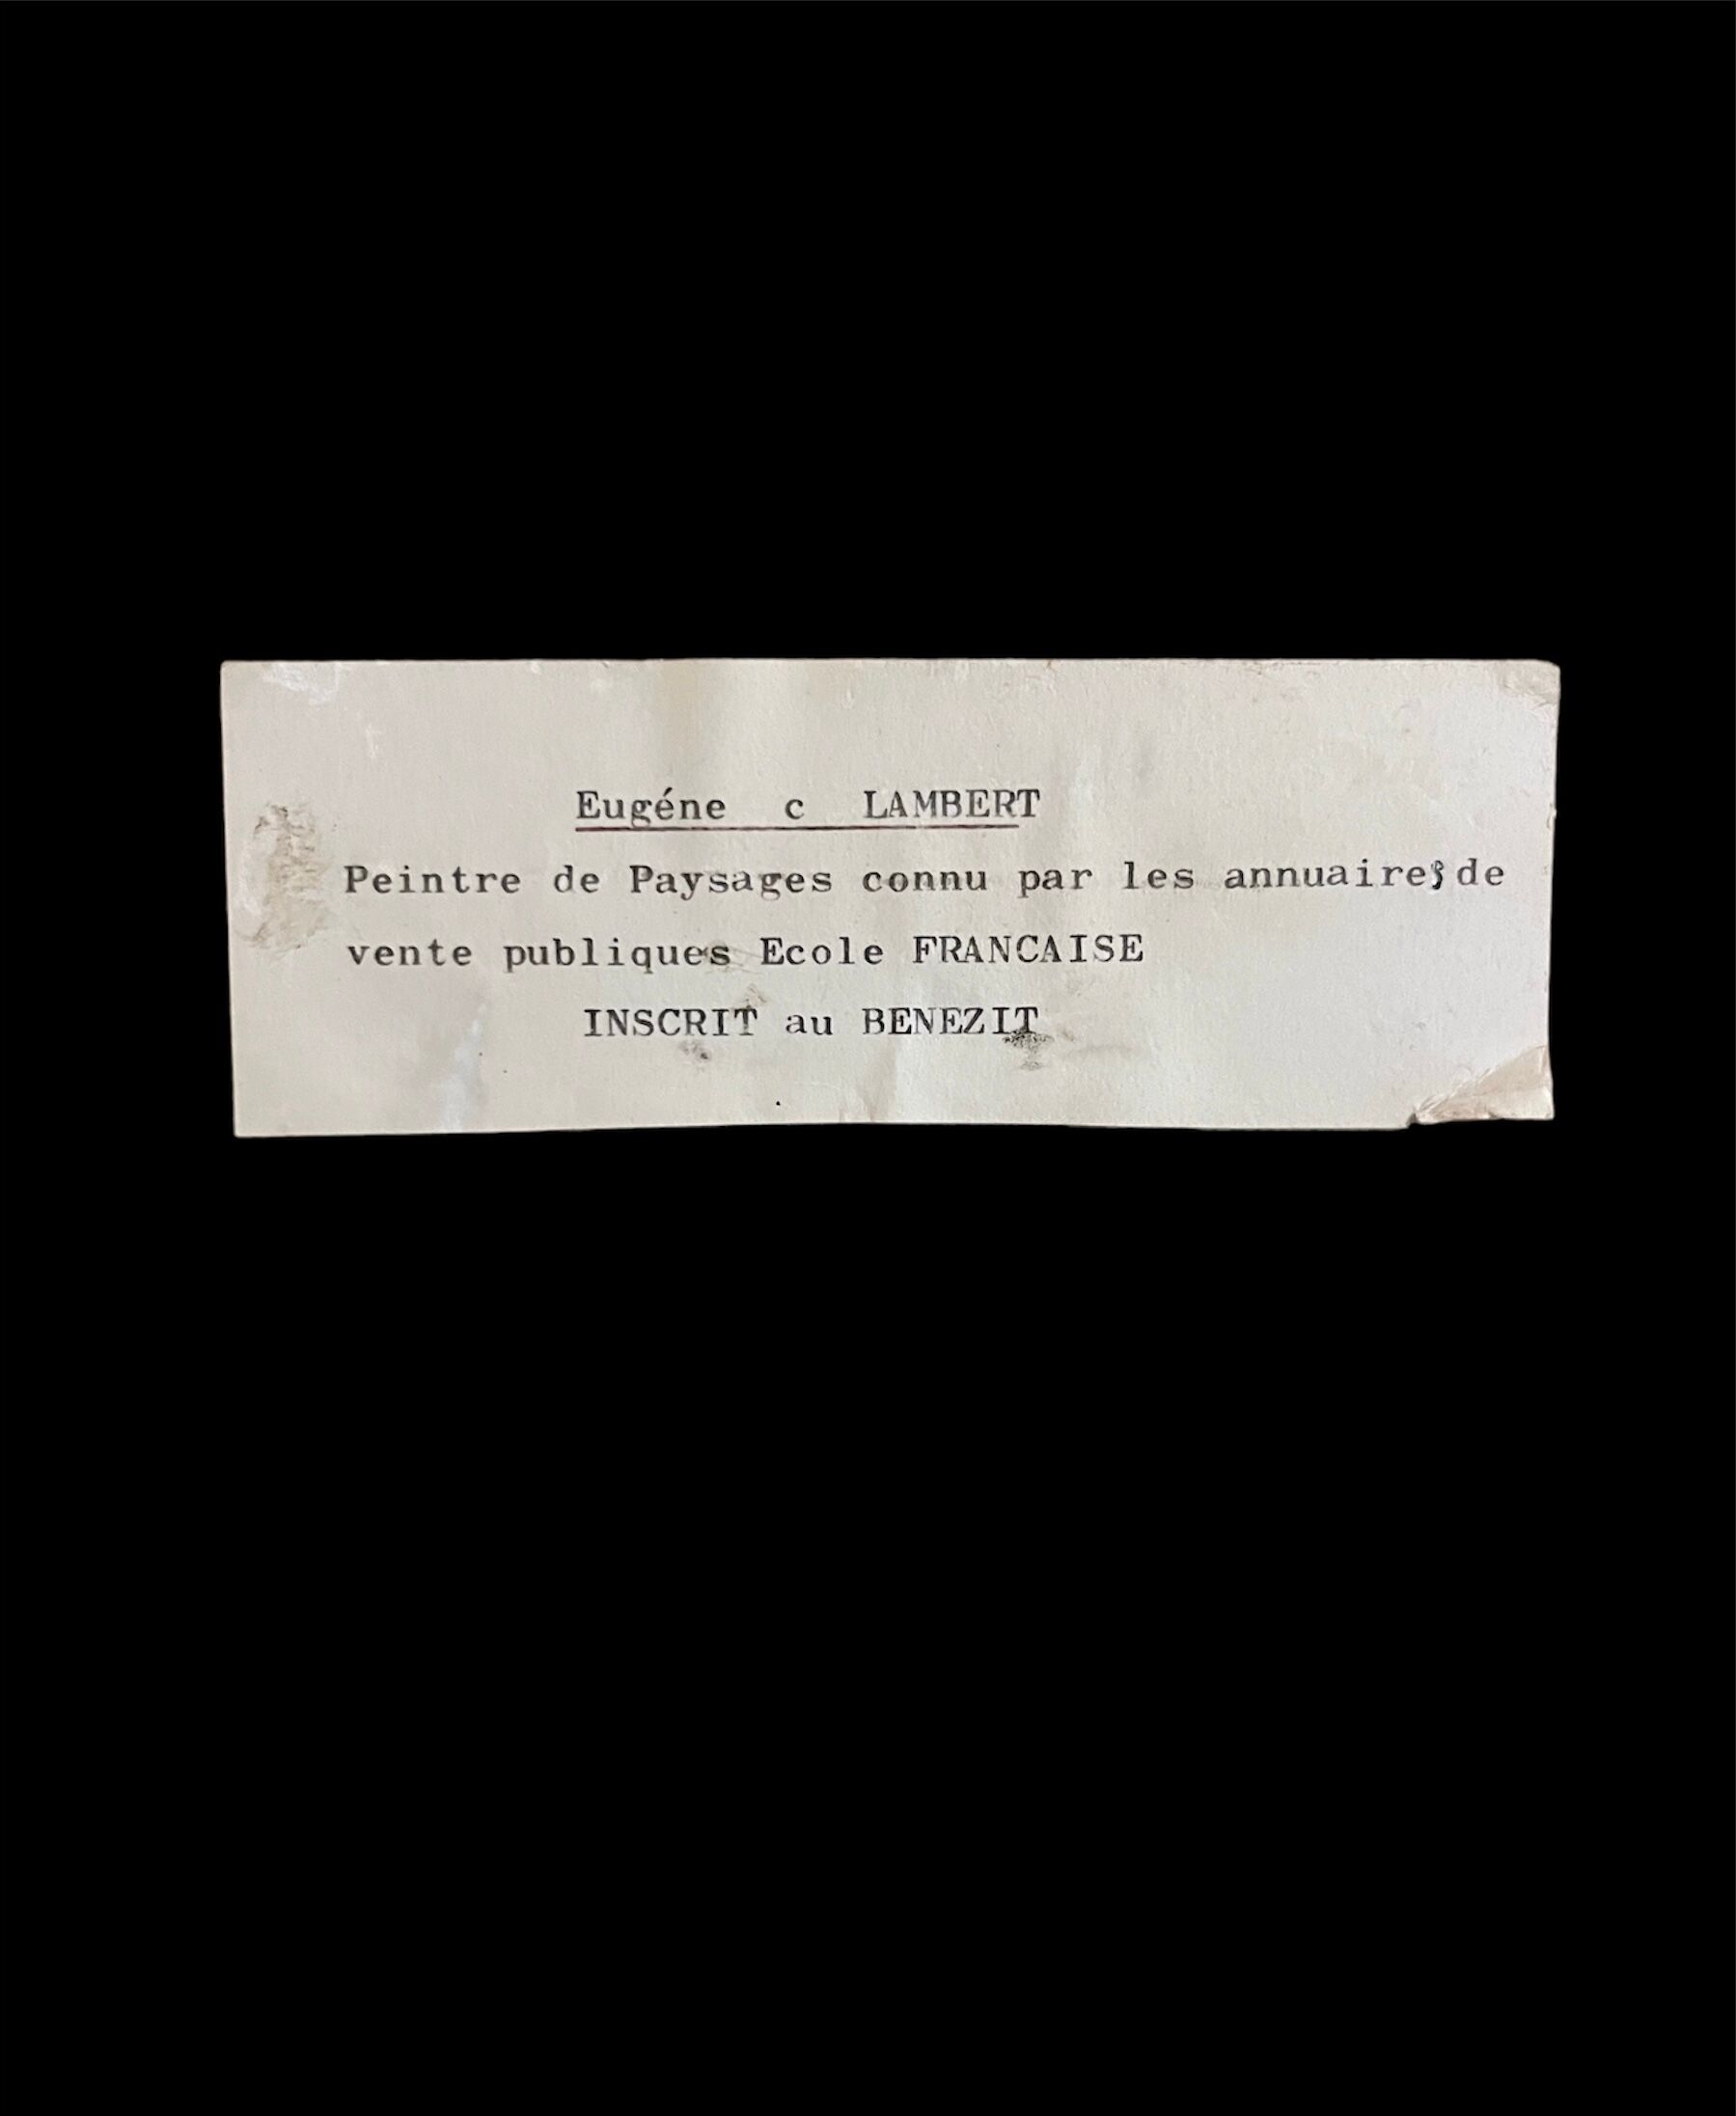 Eugéne c LAMBERT
Peintre de Paysages connu par les annuaires de
vente publiques Ecole FRANCAISE
INSCRIT au BENEZIT